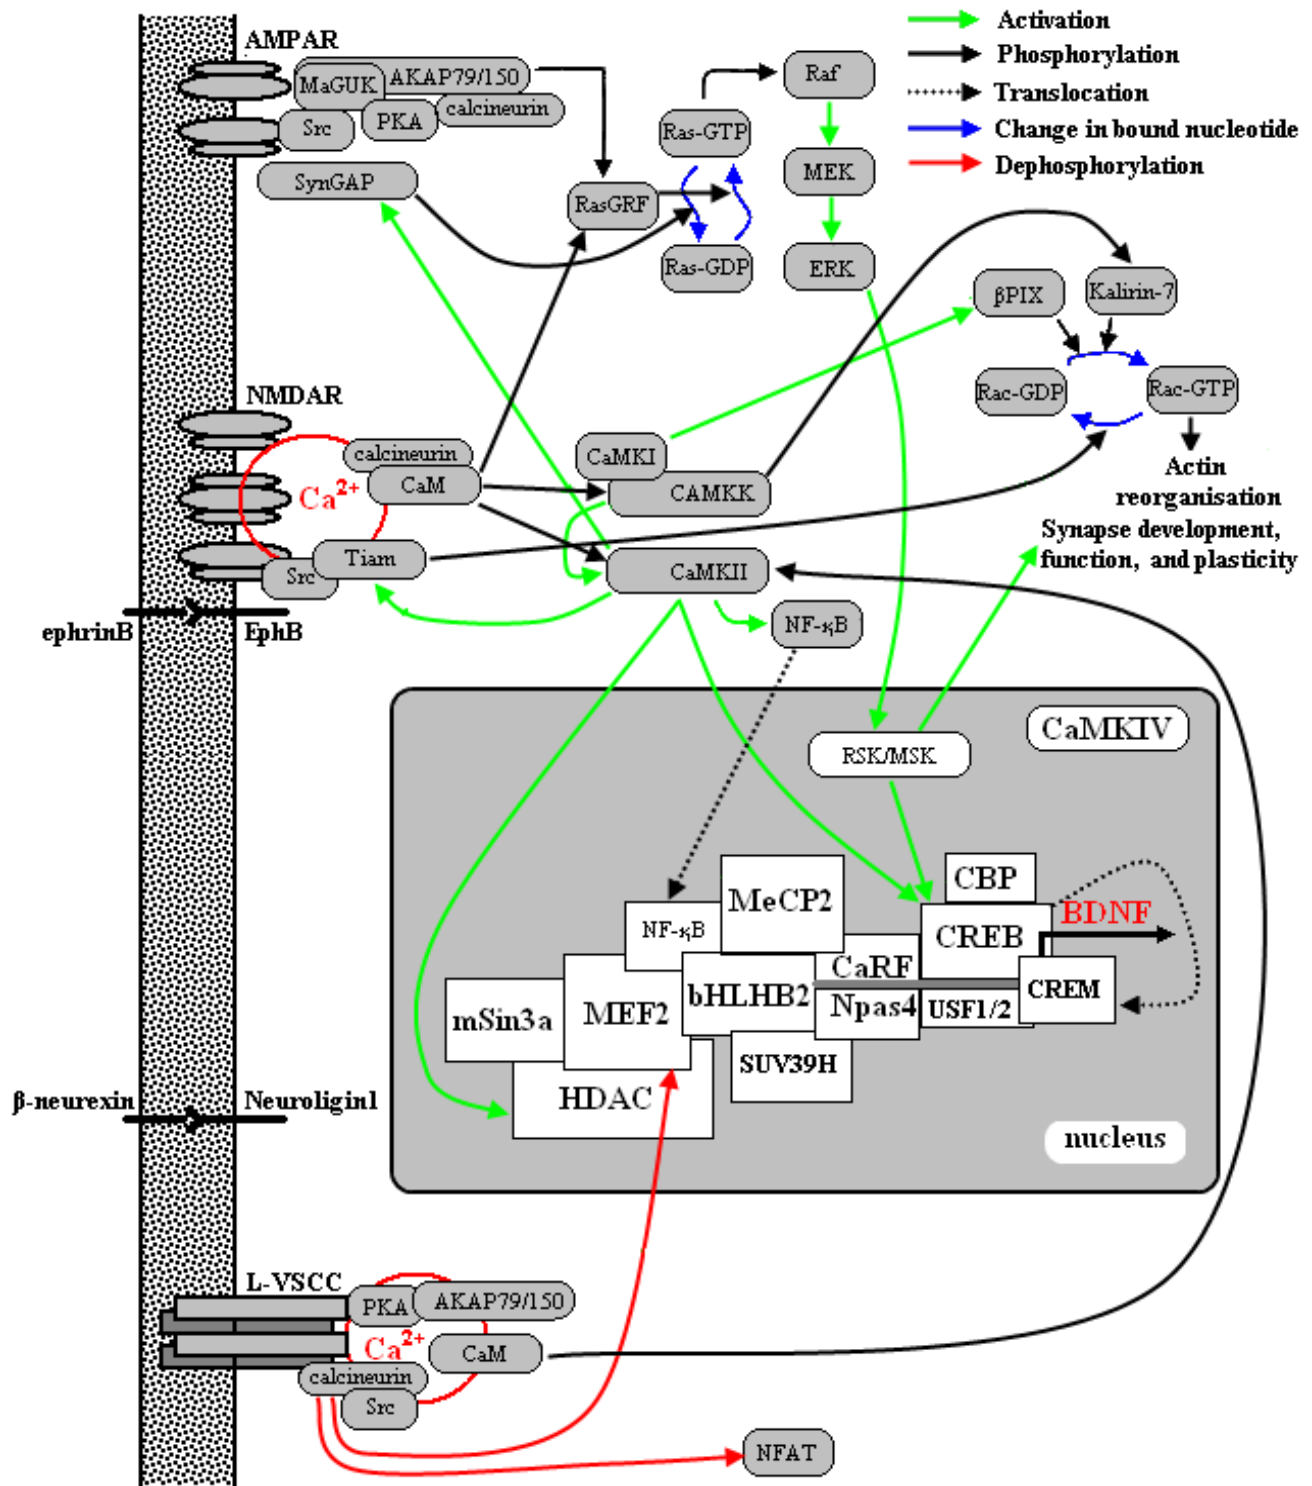 Activation
Phosphorylation
Translocation
Change in bound nucleotide
Dephosphorylation
AMPAR
MaGUK
AKAP79/150
Src
PKA
calcineurin
SynGAP
RasGRF
Ras-GTP
Ras-GDP
Raf
MEK
ERK
βPIX
Kalirin-7
Rac-GDP
Rac-GTP
Actin
reorganisation
Synapse development,
function, and plasticity
NMDAR
calcineurin
Ca2+
CaM
Tiam
Src
CaMKI
CAMKK
CaMKII
NF-κB
ephrinB
EphB
CaMKIV
RSK/MSK
CBP
BDNF
MeCP2
NF-κB
CREB
CaRF
bHLHB2
CREM
mSin3a
MEF2
Npas4
USF1/2
SUV39H
HDAC
nucleus
β-neurexin
Neuroligin1
L-VSCC
PKA
AKAP79/150
Ca2+
CaM
calcineurin
Src
NFAT